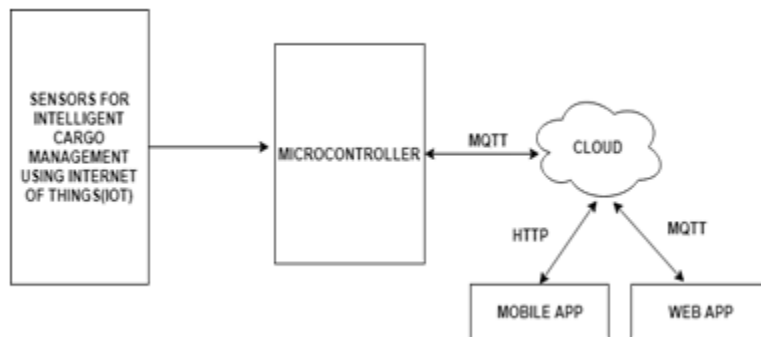 SENSORS FOR
INTELLIGENT
CARGO
MANAGEMENT
USING INTERNET
OF THINGS(IOT)
MICROCONTROLLER
MQTT
CLOUD
HTTP
MQTT
MOBILE APP
WEB APP